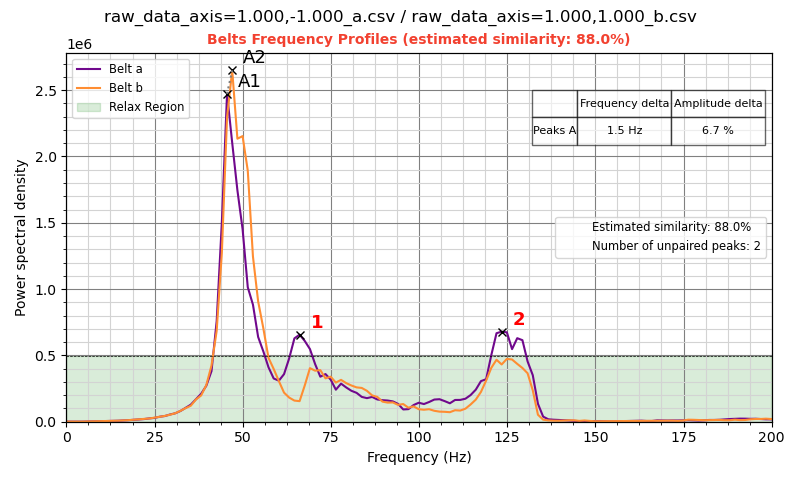 raw_data_axis=1.000,-1.000_a.csv / raw_data_axis=1.000,1.000_b.csv
Belts Frequency Profiles (estimated similarity: 88.0%)
1e6
Belt a
Belt b
Relax Region
A2
A1
Frequency delta Amplitude delta
Peaks A 1.5 Hz 6.7 %
Estimated similarity: 88.0%
Number of unpaired peaks: 2
1
2
2.5
2.0
1.5
1.0
0.5
0.0
Power spectral density
0 25 50 75 100 125 150 175 200
Frequency (Hz)